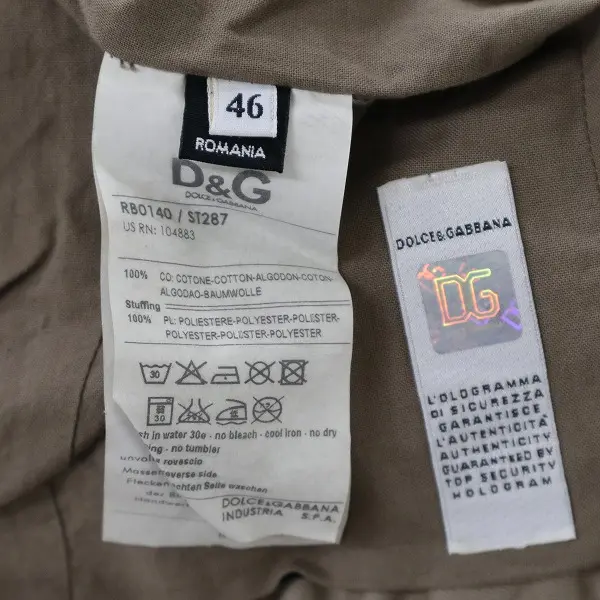 46
ROMANIA
D&G
DOLCE&GABBANA
RB0140 / ST287
US RN: 104883
100% CO: COTONE-COTTON-ALGODON-COTON-
ALGODAO-BAUMWOLLE
Stuffing
100% PL: POLIESTERE-POLYESTER-POLIESTER-
POLYESTER-POLIESTER-POLYESTER
30
30
in water 30° - no bleach - cool iron - no dry
- no tumbler
rovescio
side
Seite waschen
DOLCE&GABBANA
INDUSTRIA S.P.A.
DOLCE&GABBANA
DG
L'OLOGRAMMA
DI SICUREZZA
GARANTISCE
L'AUTENTICITÀ
AUTHENTICITY
GUARANTEED BY
TOP SECURITY
HOLOGRAM